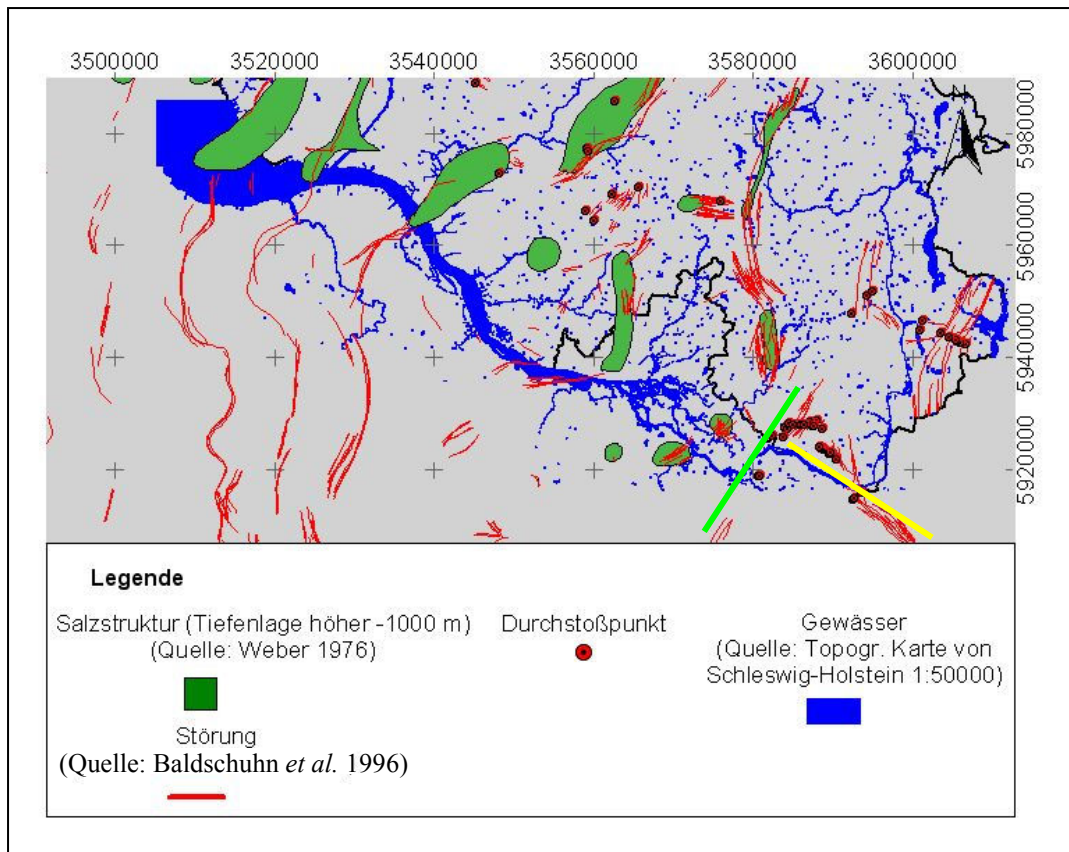 3500000 3520000 3540000 3560000 3580000 3600000
5980000
5960000
5940000
5920000
Legende
Salzstruktur (Tiefenlage höher -1000 m)
(Quelle: Weber 1976)
Störung
(Quelle: Baldschuhn et al. 1996)
Durchstoßpunkt
Gewässer
(Quelle: Topogr. Karte von
Schleswig-Holstein 1:50000)